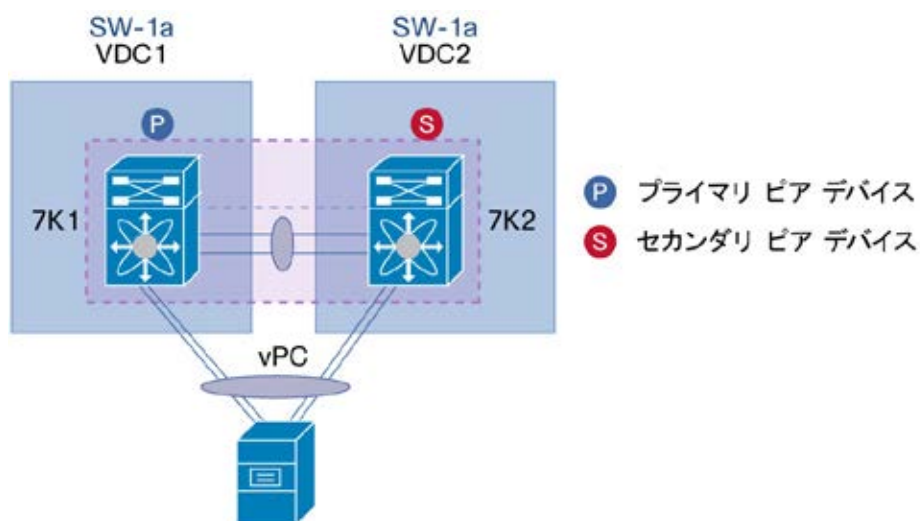 SW-1a
VDC1
SW-1a
VDC2
P
S
7K1
7K2
P プライマリ ピア デバイス
S セカンダリ ピア デバイス
vPC